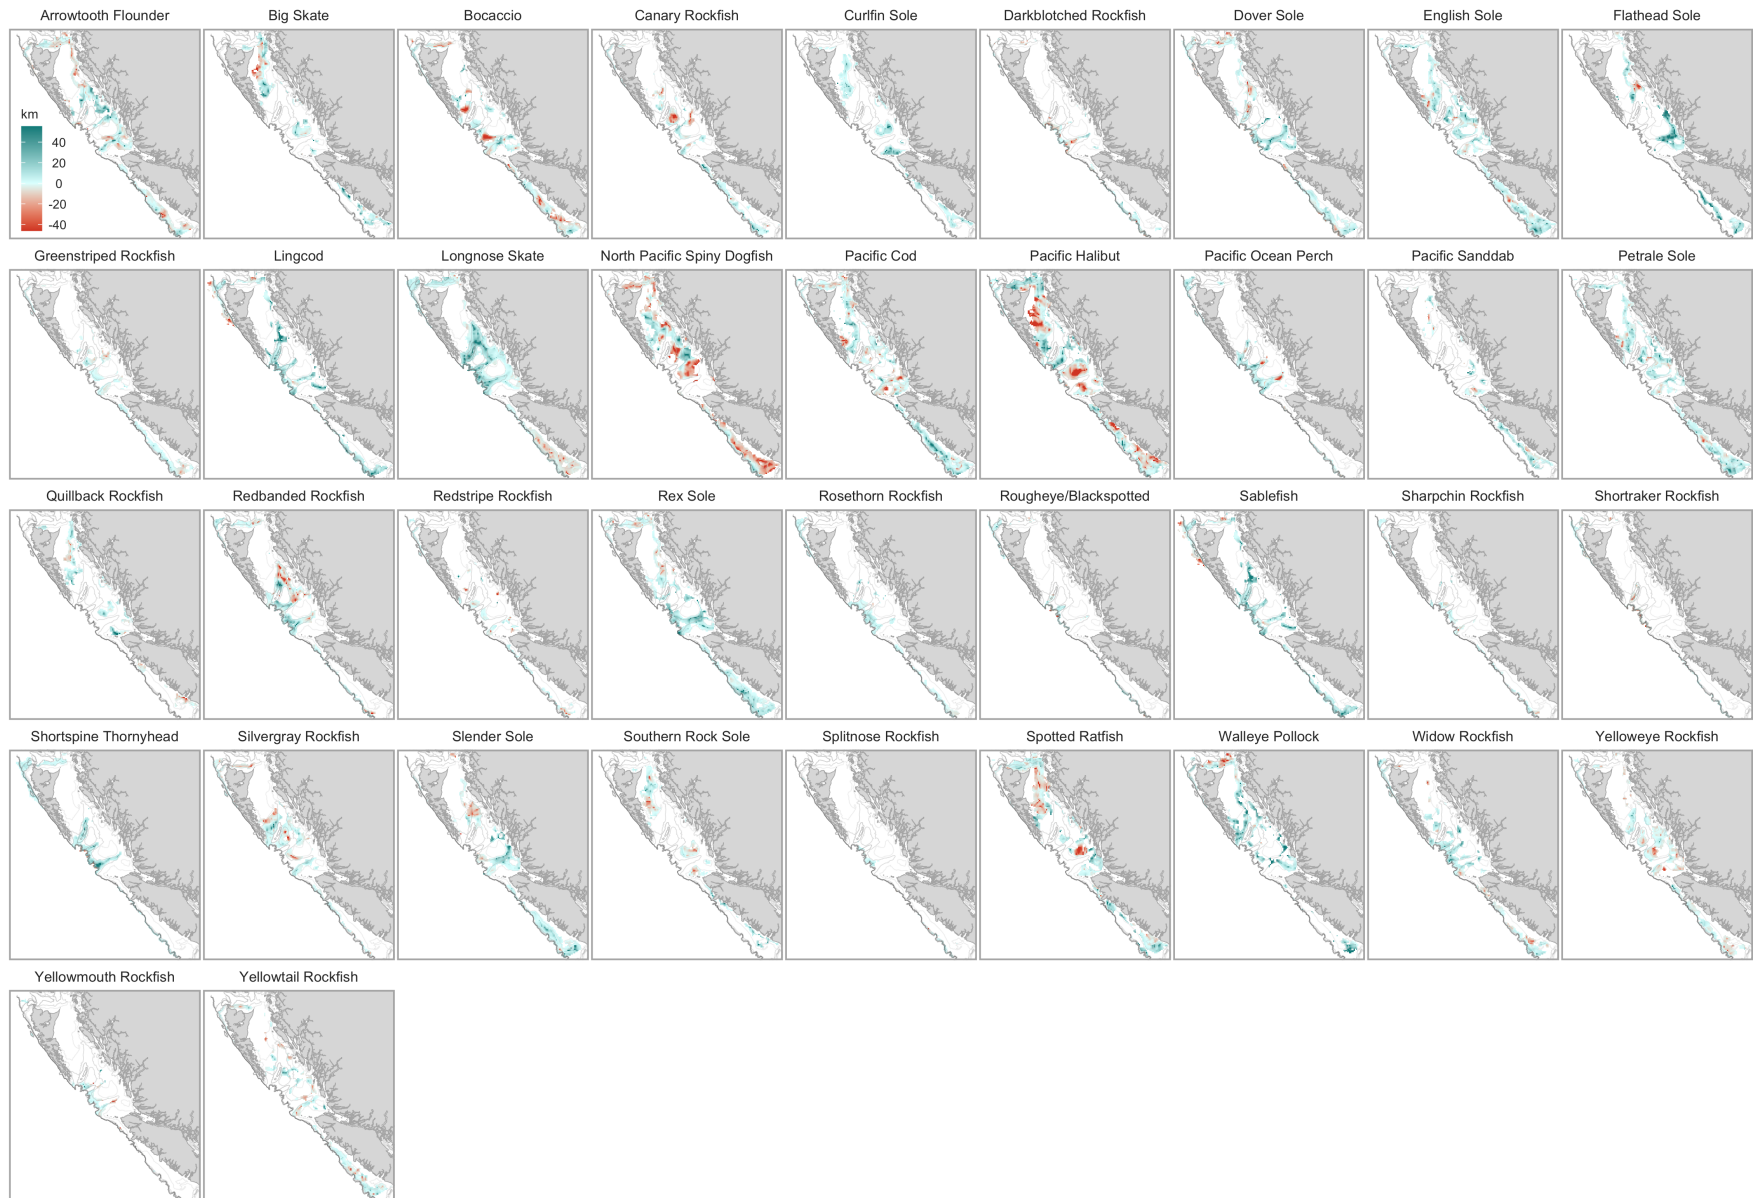 Arrowtooth Flounder
Big Skate
Bocaccio
Canary Rockfish
Curlfin Sole
Darkblotched Rockfish
Dover Sole
English Sole
Flathead Sole
km
40
20
0
-20
-40
Greenstriped Rockfish
Lingcod
Longnose Skate
North Pacific Spiny Dogfish
Pacific Cod
Pacific Halibut
Pacific Ocean Perch
Pacific Sanddab
Petrale Sole
Quillback Rockfish
Redbanded Rockfish
Redstripe Rockfish
Rex Sole
Rosethorn Rockfish
Rougheye/Blackspotted
Sablefish
Sharpchin Rockfish
Shortraker Rockfish
Shortspine Thornyhead
Silvergray Rockfish
Slender Sole
Southern Rock Sole
Splitnose Rockfish
Spotted Ratfish
Walleye Pollock
Widow Rockfish
Yelloweye Rockfish
Yellowmouth Rockfish
Yellowtail Rockfish